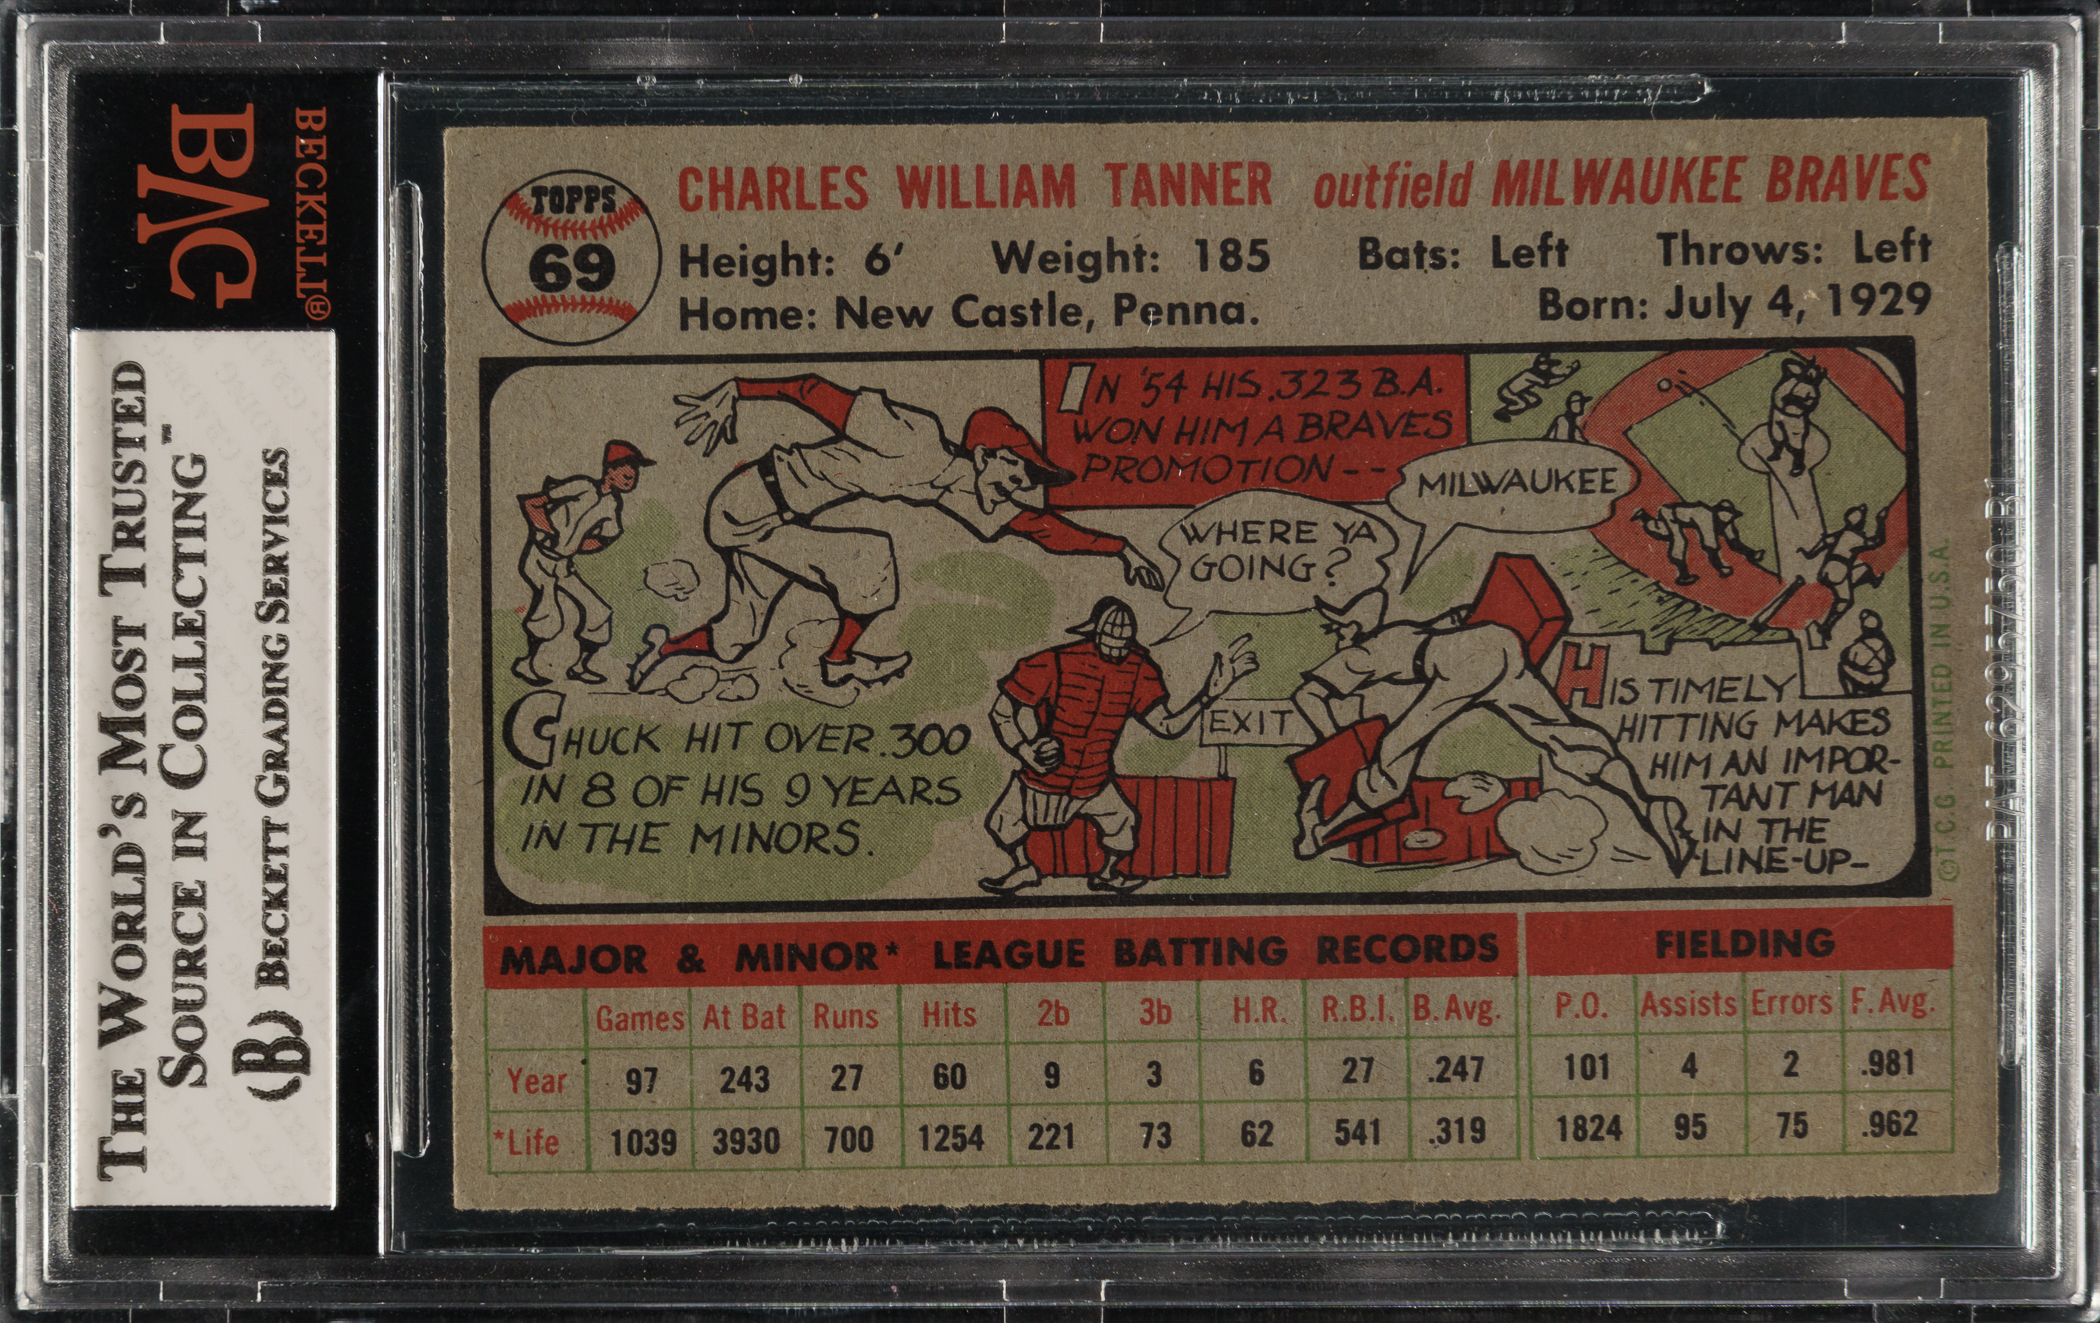 BECKETT®
BVG
THE WORLD'S MOST TRUSTED
SOURCE IN COLLECTING™
(B) BECKETT GRADING SERVICES
TOPPS
69
CHARLES WILLIAM TANNER outfield MILWAUKEE BRAVES
Height: 6' Weight: 185 Bats: Left Throws: Left
Home: New Castle, Penna. Born: July 4, 1929
IN '54 HIS .323 B.A.
WON HIM A BRAVES
PROMOTION--
MILWAUKEE
WHERE YA
GOING?
EXIT
CHUCK HIT OVER .300
IN 8 OF HIS 9 YEARS
IN THE MINORS.
HIS TIMELY
HITTING MAKES
HIM AN IMPOR-
TANT MAN
IN THE
LINE-UP-
©T.C.G. PRINTED IN U.S.A.
MAJOR & MINOR* LEAGUE BATTING RECORDS FIELDING
Games At Bat Runs Hits 2b 3b H.R. R.B.I. B. Avg. P.O. Assists Errors F. Avg.
Year 97 243 27 60 9 3 6 27 .247 101 4 2 .981
*Life 1039 3930 700 1254 221 73 62 541 .319 1824 95 75 .962